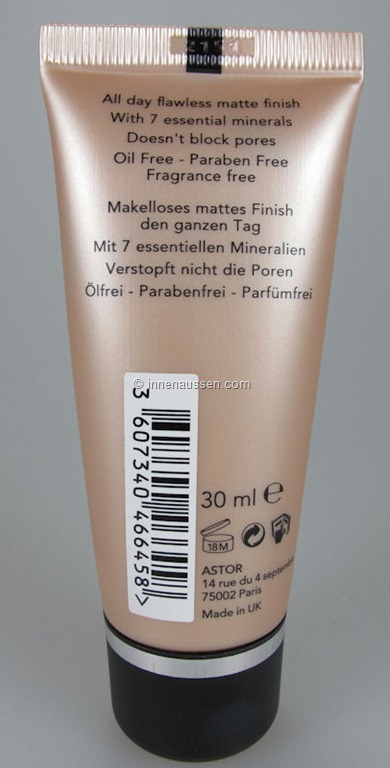 All day flawless matte finish
With 7 essential minerals
Doesn't block pores
Oil Free - Paraben Free
Fragrance free
Makelloses mattes Finish
den ganzen Tag
Mit 7 essentiellen Mineralien
Verstopft nicht die Poren
Ölfrei - Parabenfrei - Parfümfrei
© innenaussen.com
3 607340 466458>
30 ml e
18M
ASTOR
14 rue du 4 septembre
75002 Paris
Made in UK